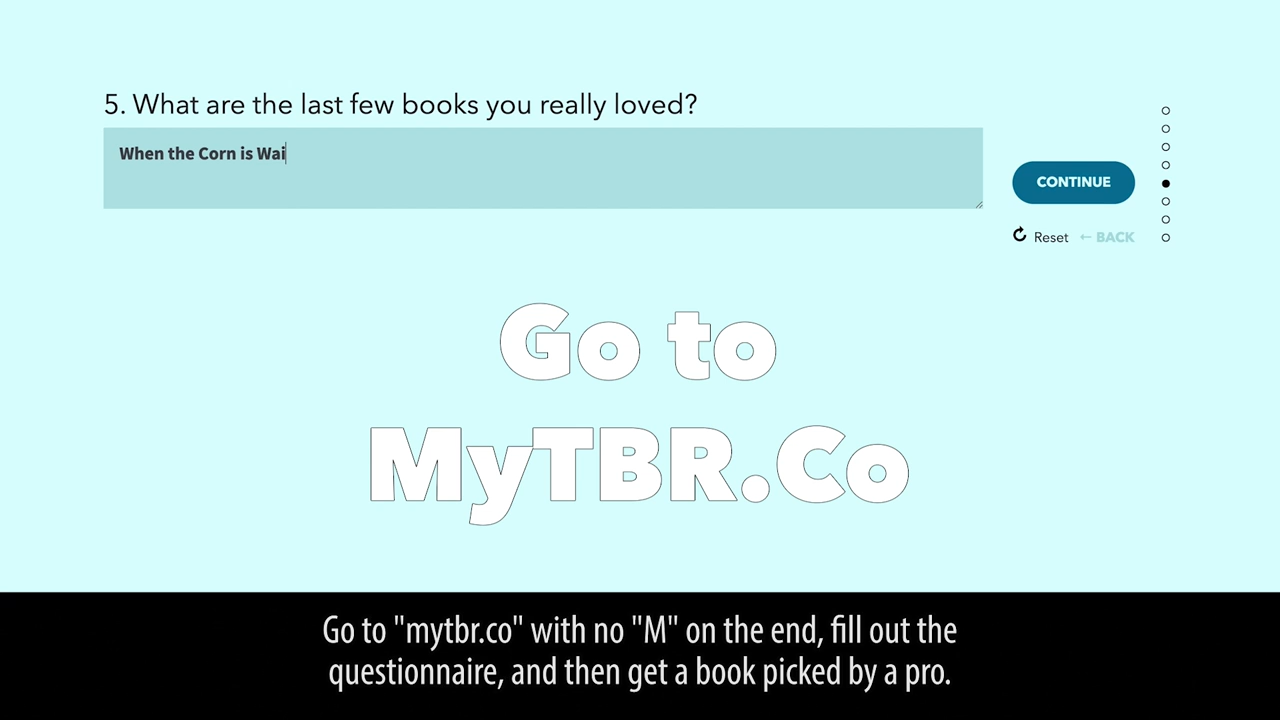 5. What are the last few books you really loved?
When the Corn is Wai
CONTINUE
Reset ← BACK
Go to
MyTBR.Co
Go to "mytbr.co" with no "M" on the end, fill out the
questionnaire, and then get a book picked by a pro.